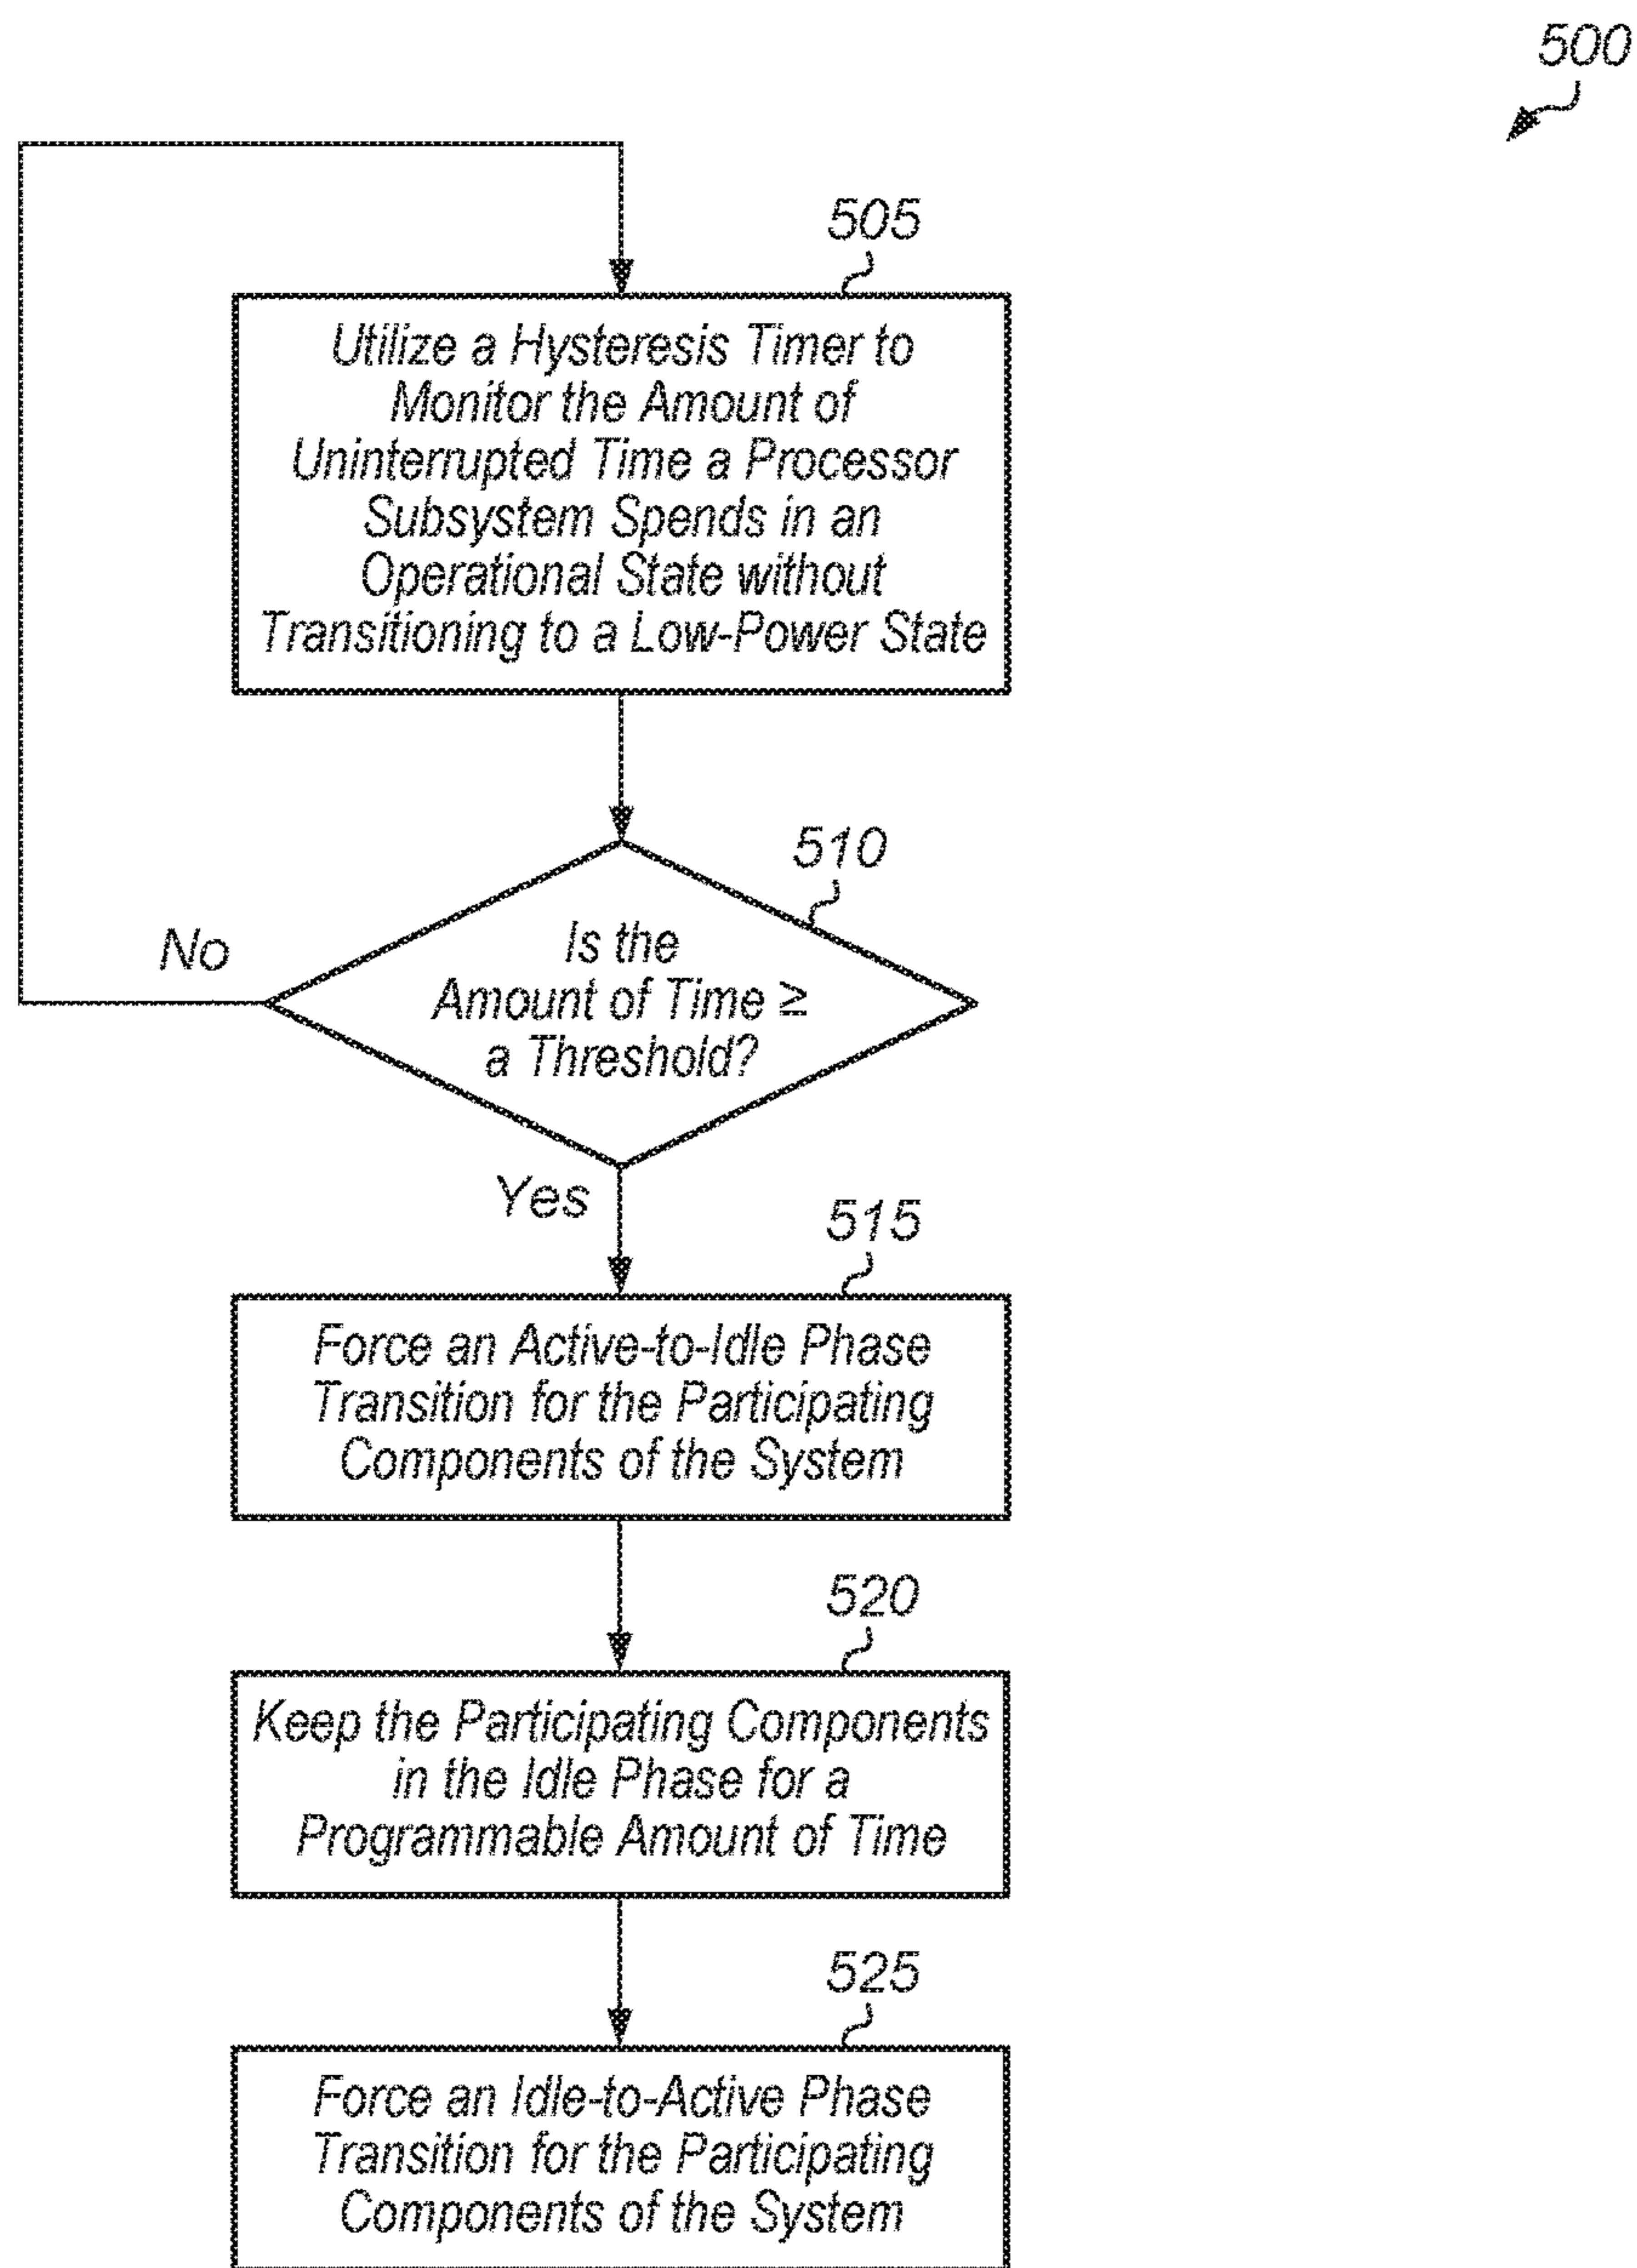 500
505
Utilize a Hysteresis Timer to
Monitor the Amount of
Uninterrupted Time a Processor
Subsystem Spends in an
Operational State without
Transitioning to a Low-Power State
510
Is the
Amount of Time ≥
a Threshold?
No
Yes
515
Force an Active-to-Idle Phase
Transition for the Participating
Components of the System
520
Keep the Participating Components
in the Idle Phase for a
Programmable Amount of Time
525
Force an Idle-to-Active Phase
Transition for the Participating
Components of the System